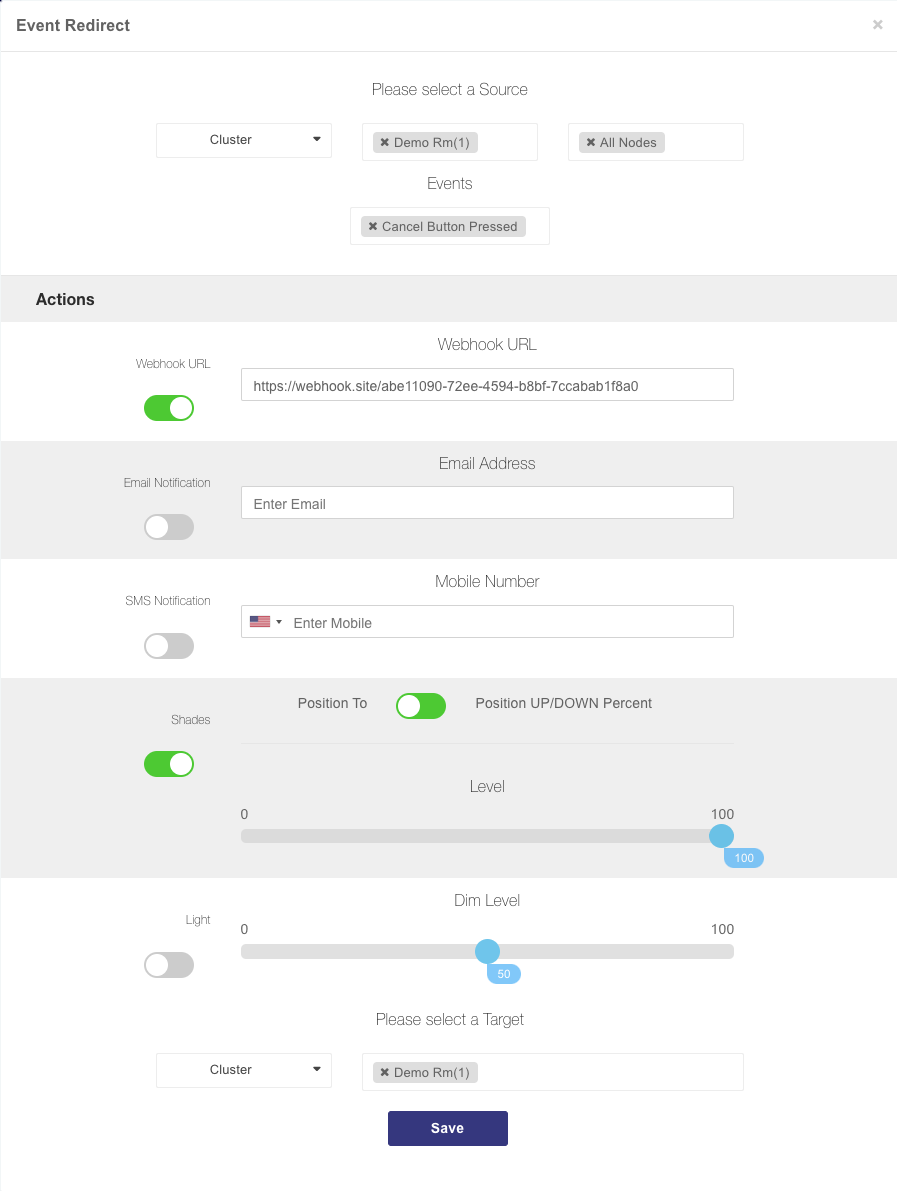 Event Redirect ×
Please select a Source
Cluster ✖ Demo Rm(1) ✖ All Nodes
Events
✖ Cancel Button Pressed
Actions
Webhook URL
Webhook URL
https://webhook.site/abe11090-72ee-4594-b8bf-7ccabab1f8a0
Email Address
Email Notification
Enter Email
Mobile Number
SMS Notification
Enter Mobile
Position To Position UP/DOWN Percent
Shades
Level
0 100
100
Dim Level
Light
0 100
50
Please select a Target
Cluster ✖ Demo Rm(1)
Save